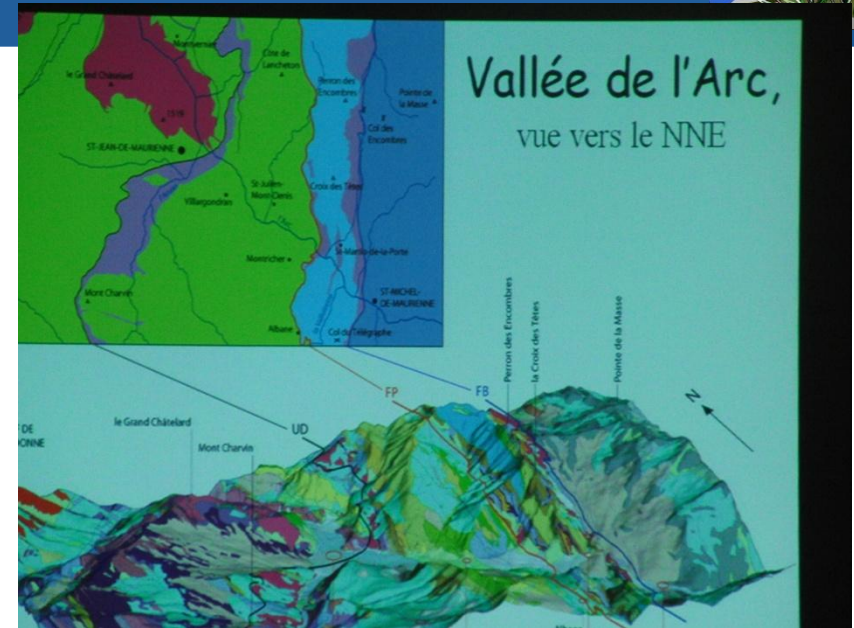 Vallée de l'Arc,
vue vers le NNE
Montvernier
Côte de
Lancheton
le Grand Châtelard
Perron des
Encombres
Pointe de
la Masse
1519
Col des
Encombres
ST-JEAN-DE-MAURIENNE
St-Julien-
Mont-Denis
Croix des Têtes
Villargondran
l'Arc
Montricher
St-Martin-de-la-Porte
Mont Charvin
ST-MICHEL-
DE-MAURIENNE
Albane
Col du Télégraphe
Perron des Encombres
la Croix des Têtes
Pointe de la Masse
FP
FB
N
le Grand Châtelard
UD
Mont Charvin
DE